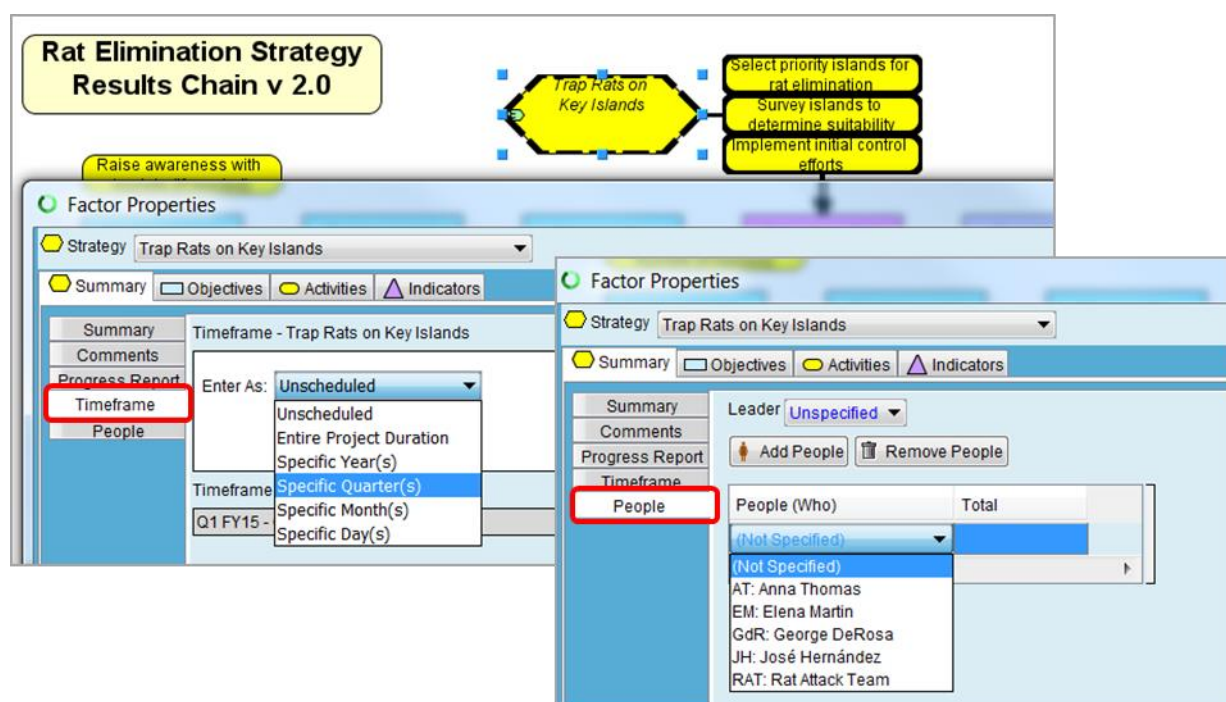 Rat Elimination Strategy
Results Chain v 2.0
Trap Rats on
Key Islands
Select priority islands for
rat elimination
Survey islands to
determine suitability
Implement initial control
efforts
Raise awareness with
Factor Properties
Strategy Trap Rats on Key Islands
Summary Objectives Activities Indicators
Summary
Comments
Progress Report
Timeframe
People
Timeframe - Trap Rats on Key Islands
Enter As: Unscheduled
Unscheduled
Entire Project Duration
Specific Year(s)
Specific Quarter(s)
Specific Month(s)
Specific Day(s)
Timeframe
Q1 FY15 -
Factor Properties
Strategy Trap Rats on Key Islands
Summary Objectives Activities Indicators
Summary
Comments
Progress Report
Timeframe
People
Leader Unspecified
Add People Remove People
People (Who) Total
(Not Specified)
(Not Specified)
AT: Anna Thomas
EM: Elena Martin
GdR: George DeRosa
JH: José Hernández
RAT: Rat Attack Team